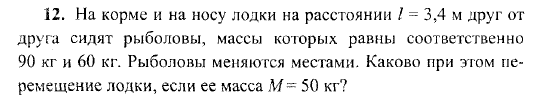 12. На корме и на носу лодки на расстоянии l = 3,4 м друг от
друга сидят рыболовы, массы которых равны соответственно
90 кг и 60 кг. Рыболовы меняются местами. Каково при этом пе-
ремещение лодки, если ее масса M = 50 кг?